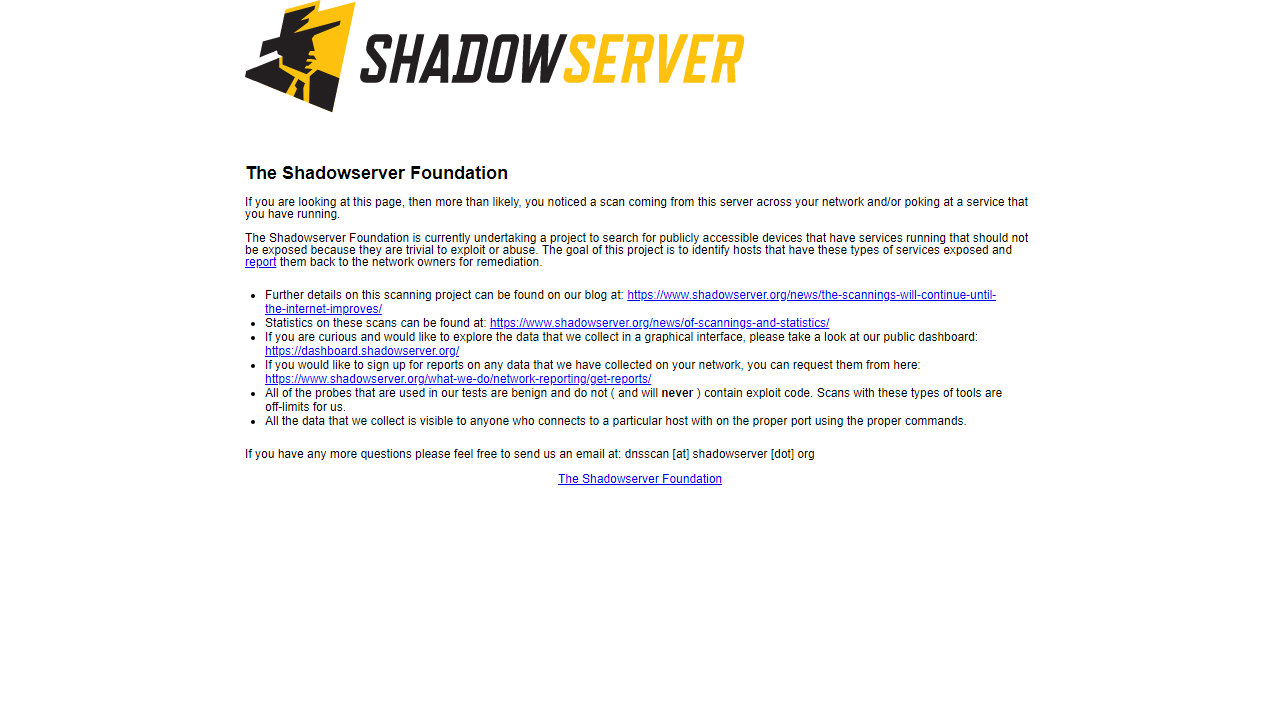 SHADOWSERVER
The Shadowserver Foundation
If you are looking at this page, then more than likely, you noticed a scan coming from this server across your network and/or poking at a service that
you have running.
The Shadowserver Foundation is currently undertaking a project to search for publicly accessible devices that have services running that should not
be exposed because they are trivial to exploit or abuse. The goal of this project is to identify hosts that have these types of services exposed and
report them back to the network owners for remediation.
• Further details on this scanning project can be found on our blog at: https://www.shadowserver.org/news/the-scannings-will-continue-until-
the-internet-improves/
• Statistics on these scans can be found at: https://www.shadowserver.org/news/of-scannings-and-statistics/
• If you are curious and would like to explore the data that we collect in a graphical interface, please take a look at our public dashboard:
https://dashboard.shadowserver.org/
• If you would like to sign up for reports on any data that we have collected on your network, you can request them from here:
https://www.shadowserver.org/what-we-do/network-reporting/get-reports/
• All of the probes that are used in our tests are benign and do not ( and will never ) contain exploit code. Scans with these types of tools are
off-limits for us.
• All the data that we collect is visible to anyone who connects to a particular host with on the proper port using the proper commands.
If you have any more questions please feel free to send us an email at: dnsscan [at] shadowserver [dot] org
The Shadowserver Foundation